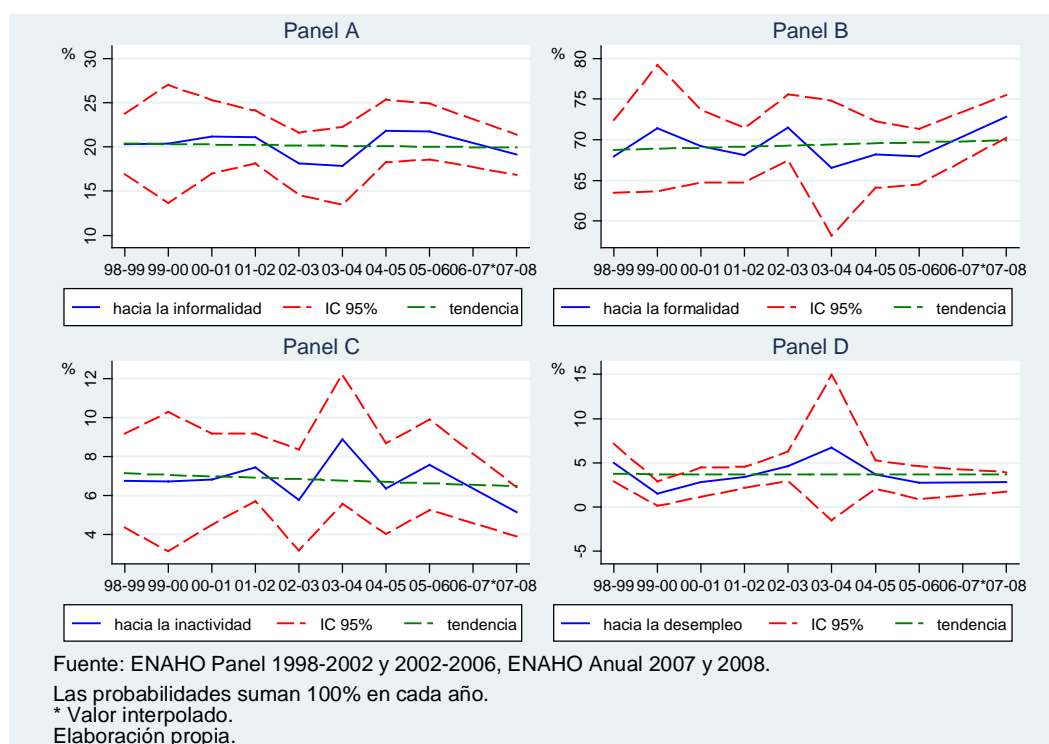 Panel A
%
30
25
20
15
10
98-99 99-00 00-01 01-02 02-03 03-04 04-05 05-06 06-07* 07-08
hacia la informalidad IC 95% tendencia
Panel B
%
80
75
70
65
60
98-99 99-00 00-01 01-02 02-03 03-04 04-05 05-06 06-07* 07-08
hacia la formalidad IC 95% tendencia
Panel C
%
12
10
8
6
4
98-99 99-00 00-01 01-02 02-03 03-04 04-05 05-06 06-07* 07-08
hacia la inactividad IC 95% tendencia
Panel D
%
15
10
5
0
-5
98-99 99-00 00-01 01-02 02-03 03-04 04-05 05-06 06-07* 07-08
hacia la desempleo IC 95% tendencia
Fuente: ENAHO Panel 1998-2002 y 2002-2006, ENAHO Anual 2007 y 2008.
Las probabilidades suman 100% en cada año.
* Valor interpolado.
Elaboración propia.